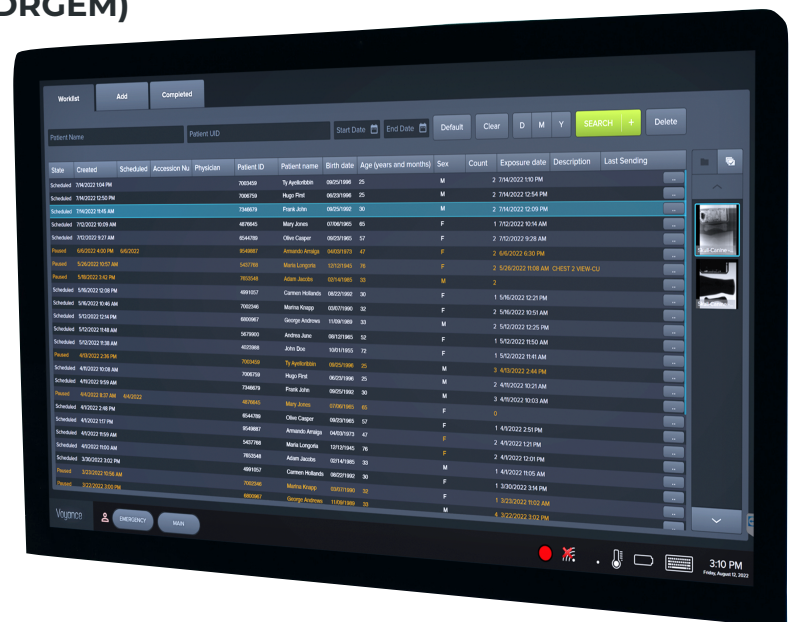 ORGEM)
Worklist Add Completed
Patient Name Patient UID Start Date End Date Default Clear D M Y SEARCH + Delete
State Created Scheduled Accession Nu Physician Patient ID Patient name Birth date Age (years and months) Sex Count Exposure date Description Last Sending
Scheduled 7/14/2022 1:04 PM 7003459 Ty Ayelloribbin 09/25/1996 25 M 2 7/14/2022 1:10 PM ...
Scheduled 7/14/2022 12:50 PM 7006759 Hugo First 06/23/1996 25 M 2 7/14/2022 12:54 PM ...
Scheduled 7/14/2022 11:45 AM 7346679 Frank John 09/25/1992 30 M 2 7/14/2022 12:09 PM ...
Scheduled 7/12/2022 10:09 AM 4676845 Mary Jones 07/06/1965 65 F 1 7/12/2022 10:14 AM ...
Scheduled 7/12/2022 9:27 AM 6544789 Olive Casper 09/23/1965 57 F 2 7/12/2022 9:28 AM ...
Paused 6/6/2022 4:00 PM 6/6/2022 9549887 Armando Arraiga 04/03/1973 47 F 2 6/6/2022 6:30 PM ...
Paused 5/26/2022 10:57 AM 5437768 Maria Longoria 12/12/1945 76 F 2 5/26/2022 11:08 AM CHEST 2 VIEW-CU ...
Paused 5/18/2022 3:42 PM 7653548 Adam Jacobs 02/14/1985 33 M 2 ...
Scheduled 5/16/2022 12:08 PM 4991057 Carmen Hollands 08/22/1992 30 F 1 5/16/2022 12:21 PM ...
Scheduled 5/16/2022 10:46 AM 7002346 Marina Knapp 03/07/1990 32 F 2 5/16/2022 10:51 AM ...
Scheduled 5/12/2022 12:14 PM 6800967 George Andrews 11/09/1989 33 M 2 5/12/2022 12:25 PM ...
Scheduled 5/12/2022 11:48 AM 5679900 Andrea June 08/12/1965 52 F 1 5/12/2022 11:50 AM ...
Scheduled 5/12/2022 11:38 AM 4623988 John Doe 10/01/1955 72 F 1 5/12/2022 11:41 AM ...
Paused 4/13/2022 2:36 PM 7003459 Ty Ayelloribbin 09/25/1996 25 M 3 4/13/2022 2:44 PM ...
Scheduled 4/11/2022 10:08 AM 7006759 Hugo First 06/23/1996 25 M 2 4/11/2022 10:21 AM ...
Scheduled 4/11/2022 9:59 AM 7346679 Frank John 09/25/1992 30 M 3 4/11/2022 10:03 AM ...
Paused 4/4/2022 8:37 AM 4/4/2022 4676845 Mary Jones 07/06/1965 65 F 0 ...
Scheduled 4/1/2022 2:48 PM 6544789 Olive Casper 09/23/1965 57 F 1 4/1/2022 2:51 PM ...
Scheduled 4/1/2022 1:17 PM 9549887 Armando Arraiga 04/03/1973 47 F 2 4/1/2022 1:21 PM ...
Scheduled 4/1/2022 11:59 AM 5437768 Maria Longoria 12/12/1945 76 F 2 4/1/2022 12:01 PM ...
Scheduled 4/1/2022 11:00 AM 7653548 Adam Jacobs 02/14/1985 33 M 1 4/1/2022 11:05 AM ...
Scheduled 3/30/2022 3:02 PM 4991057 Carmen Hollands 08/22/1992 30 F 1 3/30/2022 3:14 PM ...
Paused 3/23/2022 10:56 AM 7002346 Marina Knapp 03/07/1990 32 F 1 3/23/2022 11:02 AM ...
Paused 3/22/2022 3:00 PM 6800967 George Andrews 11/09/1989 33 M 4 3/22/2022 3:02 PM ...
Voyance EMERGENCY MAIN
3:10 PM
Friday, August 12, 2022